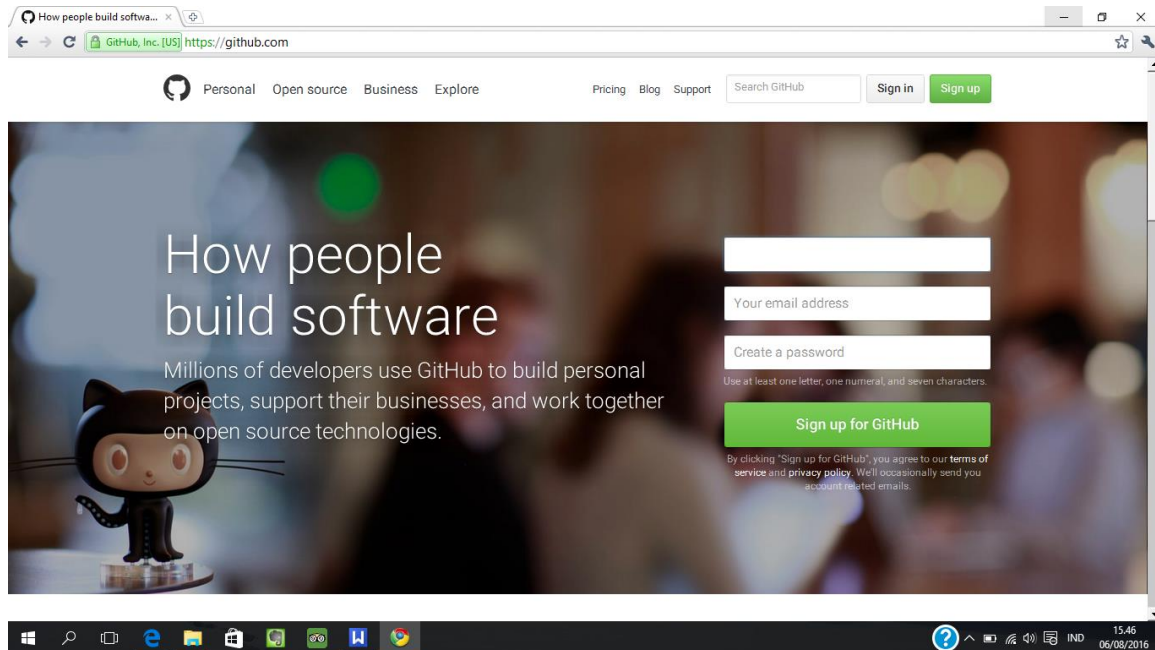 How people build softwa...
GitHub, Inc. [US] https://github.com
Personal Open source Business Explore Pricing Blog Support Search GitHub Sign in Sign up
How people
build software
Millions of developers use GitHub to build personal
projects, support their businesses, and work together
on open source technologies.
Your email address
Create a password
Use at least one letter, one numeral, and seven characters.
Sign up for GitHub
By clicking "Sign up for GitHub", you agree to our terms of
service and privacy policy. We'll occasionally send you
account related emails.
IND
15.46
06/08/2016